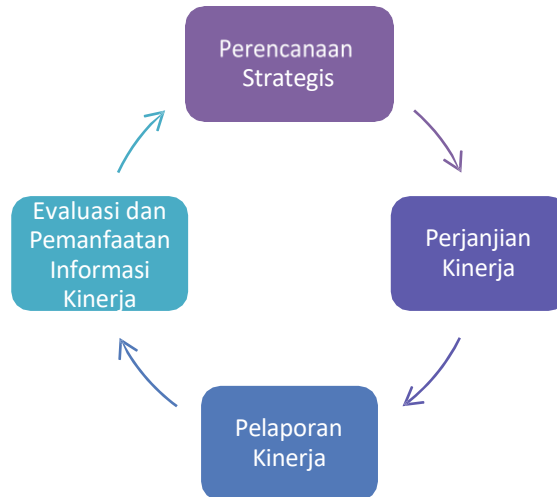 Perencanaan
Strategis
Perjanjian
Kinerja
Pelaporan
Kinerja
Evaluasi dan
Pemanfaatan
Informasi
Kinerja